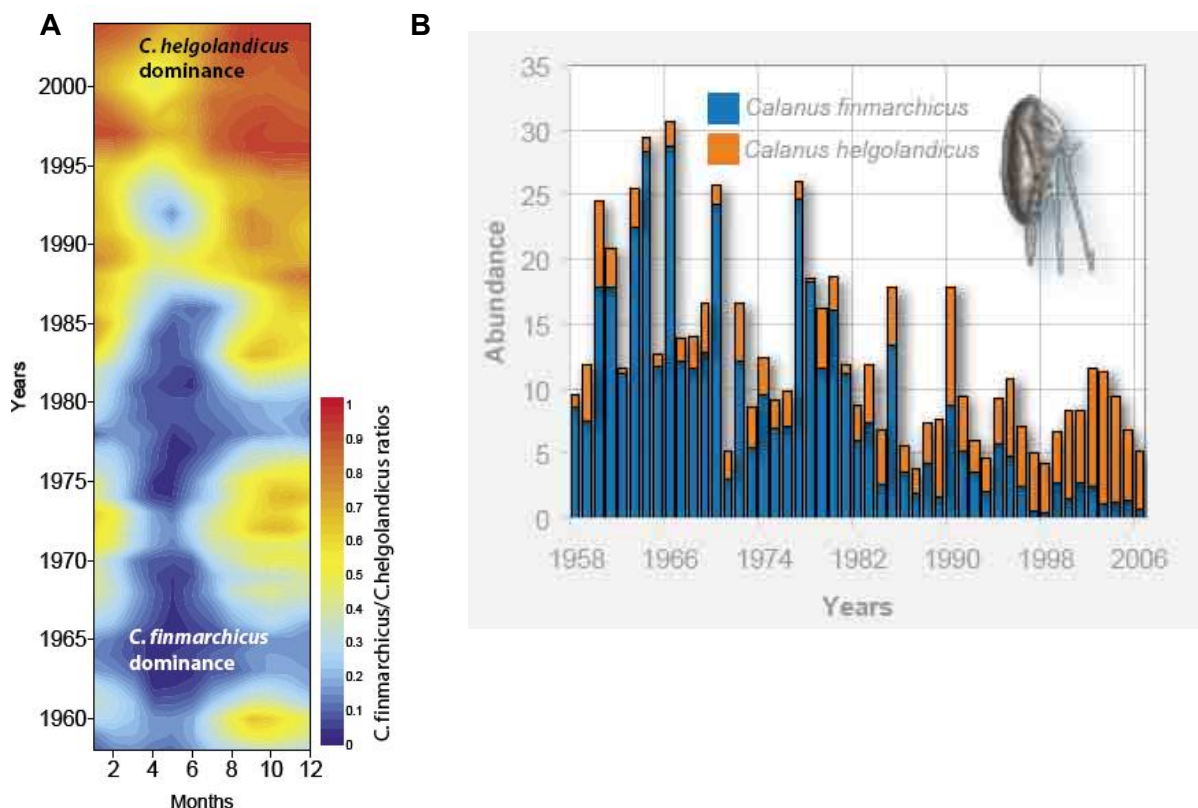 A
C. helgolandicus
dominance
2000
1995
1990
1985
1980
1975
1970
1965
1960
Years
C. finmarchicus
dominance
2 4 6 8 10 12
Months
1
0.9
0.8
0.7
0.6
0.5
0.4
0.3
0.2
0.1
0
C.finmarchicus/C.helgolandicus ratios
B
35
30
25
20
15
10
5
0
Abundance
Calanus finmarchicus
Calanus helgolandicus
1958 1966 1974 1982 1990 1998 2006
Years